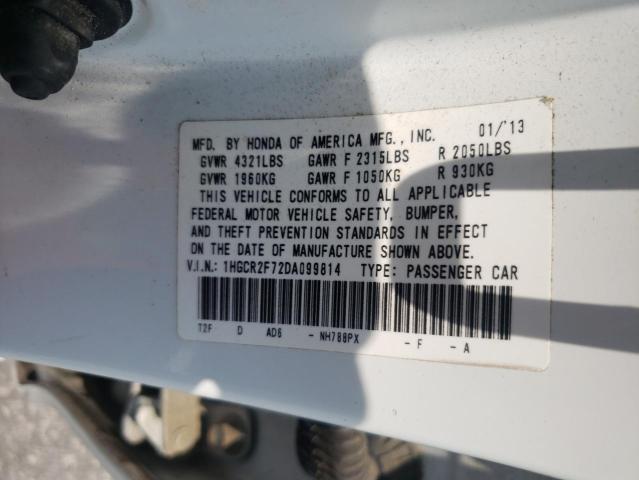 MFD. BY HONDA OF AMERICA MFG., INC. 01/'13
GVWR 4321LBS GAWR F 2315LBS R 2050LBS
GVWR 1960KG GAWR F 1050KG R 930KG
THIS VEHICLE CONFORMS TO ALL APPLICABLE
FEDERAL MOTOR VEHICLE SAFETY, BUMPER,
AND THEFT PREVENTION STANDARDS IN EFFECT
ON THE DATE OF MANUFACTURE SHOWN ABOVE.
V.I.N.: 1HGCR2F72DA099814 TYPE: PASSENGER CAR
T2F D AD6 - NH788PX - F - A